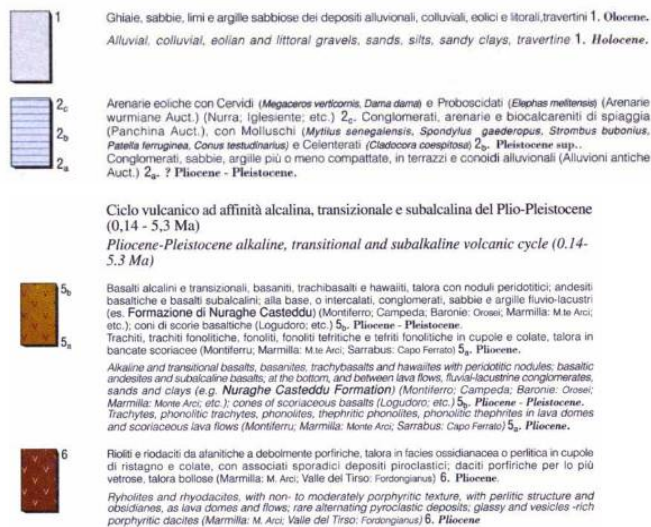 1
Ghiaie, sabbie, limi e argille sabbiose dei depositi alluvionali, colluviali, eolici e litorali,travertini 1. Olocene.
Alluvial, colluvial, eolian and littoral gravels, sands, silts, sandy clays, travertine 1. Holocene.
2c
2b
2a
Arenarie eoliche con Cervidi (Megaceros verticornis, Dama dama) e Proboscidati (Elephas melitensis) (Arenarie
wurmiane Auct.) (Nurra; Iglesiente; etc.) 2c. Conglomerati, arenarie e biocalcareniti di spiaggia
(Panchina Auct.), con Molluschi (Mytilus senegalensis, Spondylus gaederopus, Strombus bubonius,
Patella ferruginea, Conus testudinarius) e Celenterati (Cladocora coespitosa) 2b. Pleistocene sup..
Conglomerati, sabbie, argille più o meno compattate, in terrazzi e conoidi alluvionali (Alluvioni antiche
Auct.) 2a. ? Pliocene - Pleistocene.
Ciclo vulcanico ad affinità alcalina, transizionale e subalcalina del Plio-Pleistocene
(0,14 - 5,3 Ma)
Pliocene-Pleistocene alkaline, transitional and subalkaline volcanic cycle (0.14-
5.3 Ma)
5b
5a
Basalti alcalini e transizionali, basaniti, trachibasalti e hawaiiti, talora con noduli peridotitici; andesiti
basaltiche e basalti subalcalini; alla base, o intercalati, conglomerati, sabbie e argille fluvio-lacustri
(es. Formazione di Nuraghe Casteddu) (Montiferro; Campeda; Baronie: Orosei; Marmilla: M.te Arci;
etc.); coni di scorie basaltiche (Logudoro; etc.) 5b. Pliocene - Pleistocene.
Trachiti, trachiti fonolitiche, fonoliti, fonoliti tefritiche e tefriti fonolitiche in cupole e colate, talora in
bancate scoriacee (Montiferru; Marmilla: M.te Arci; Sarrabus: Capo Ferrato) 5a. Pliocene.
Alkaline and transitional basalts, basanites, trachybasalts and hawaiites with peridotitic nodules; basaltic
andesites and subalkaline basalts; at the bottom, and between lava flows, fluvial-lacustrine conglomerates,
sands and clays (e.g. Nuraghe Casteddu Formation) (Montiferro; Campeda; Baronie: Orosei;
Marmilla: Monte Arci; etc.); cones of scoriaceous basalts (Logudoro; etc.) 5b. Pliocene - Pleistocene.
Trachytes, phonolitic trachytes, phonolites, thephritic phonolites, phonolitic thephrites in lava domes
and scoriaceous lava flows (Montiferru; Marmilla: Monte Arci; Sarrabus: Capo Ferrato) 5a. Pliocene.
6
Rioliti e riodaciti da afanitiche a debolmente porfiriche, talora in facies ossidianacea o perlitica in cupole
di ristagno e colate, con associati sporadici depositi piroclastici; daciti porfiriche per lo più
vetrose, talora bollose (Marmilla: M. Arci; Valle del Tirso: Fordongianus) 6. Pliocene
Ryholites and rhyodacites, with non- to moderately porphyritic texture, with perlitic structure and
obsidianes, as lava domes and flows; rare alternating pyroclastic deposits; glassy and vesicles -rich
porphyritic dacites (Marmilla: M. Arci; Valle del Tirso: Fordongianus) 6. Pliocene